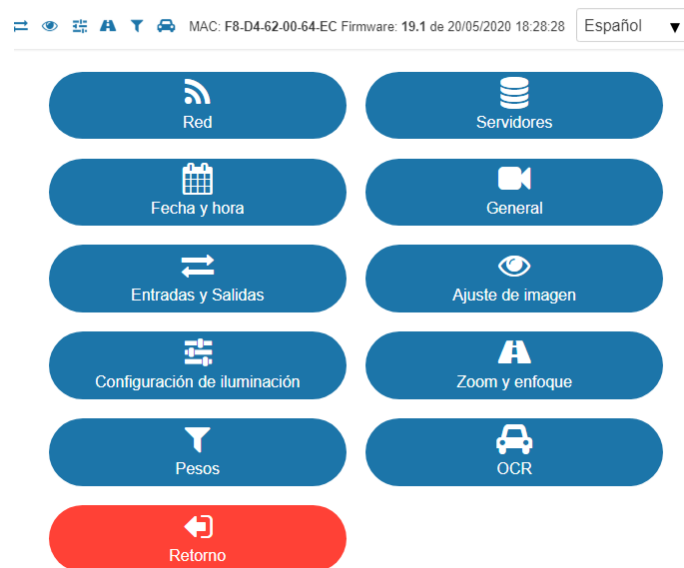 MAC: F8-D4-62-00-64-EC Firmware: 19.1 de 20/05/2020 18:28:28 Español
Red
Servidores
Fecha y hora
General
Entradas y Salidas
Ajuste de imagen
Configuración de iluminación
Zoom y enfoque
Pesos
OCR
Retorno